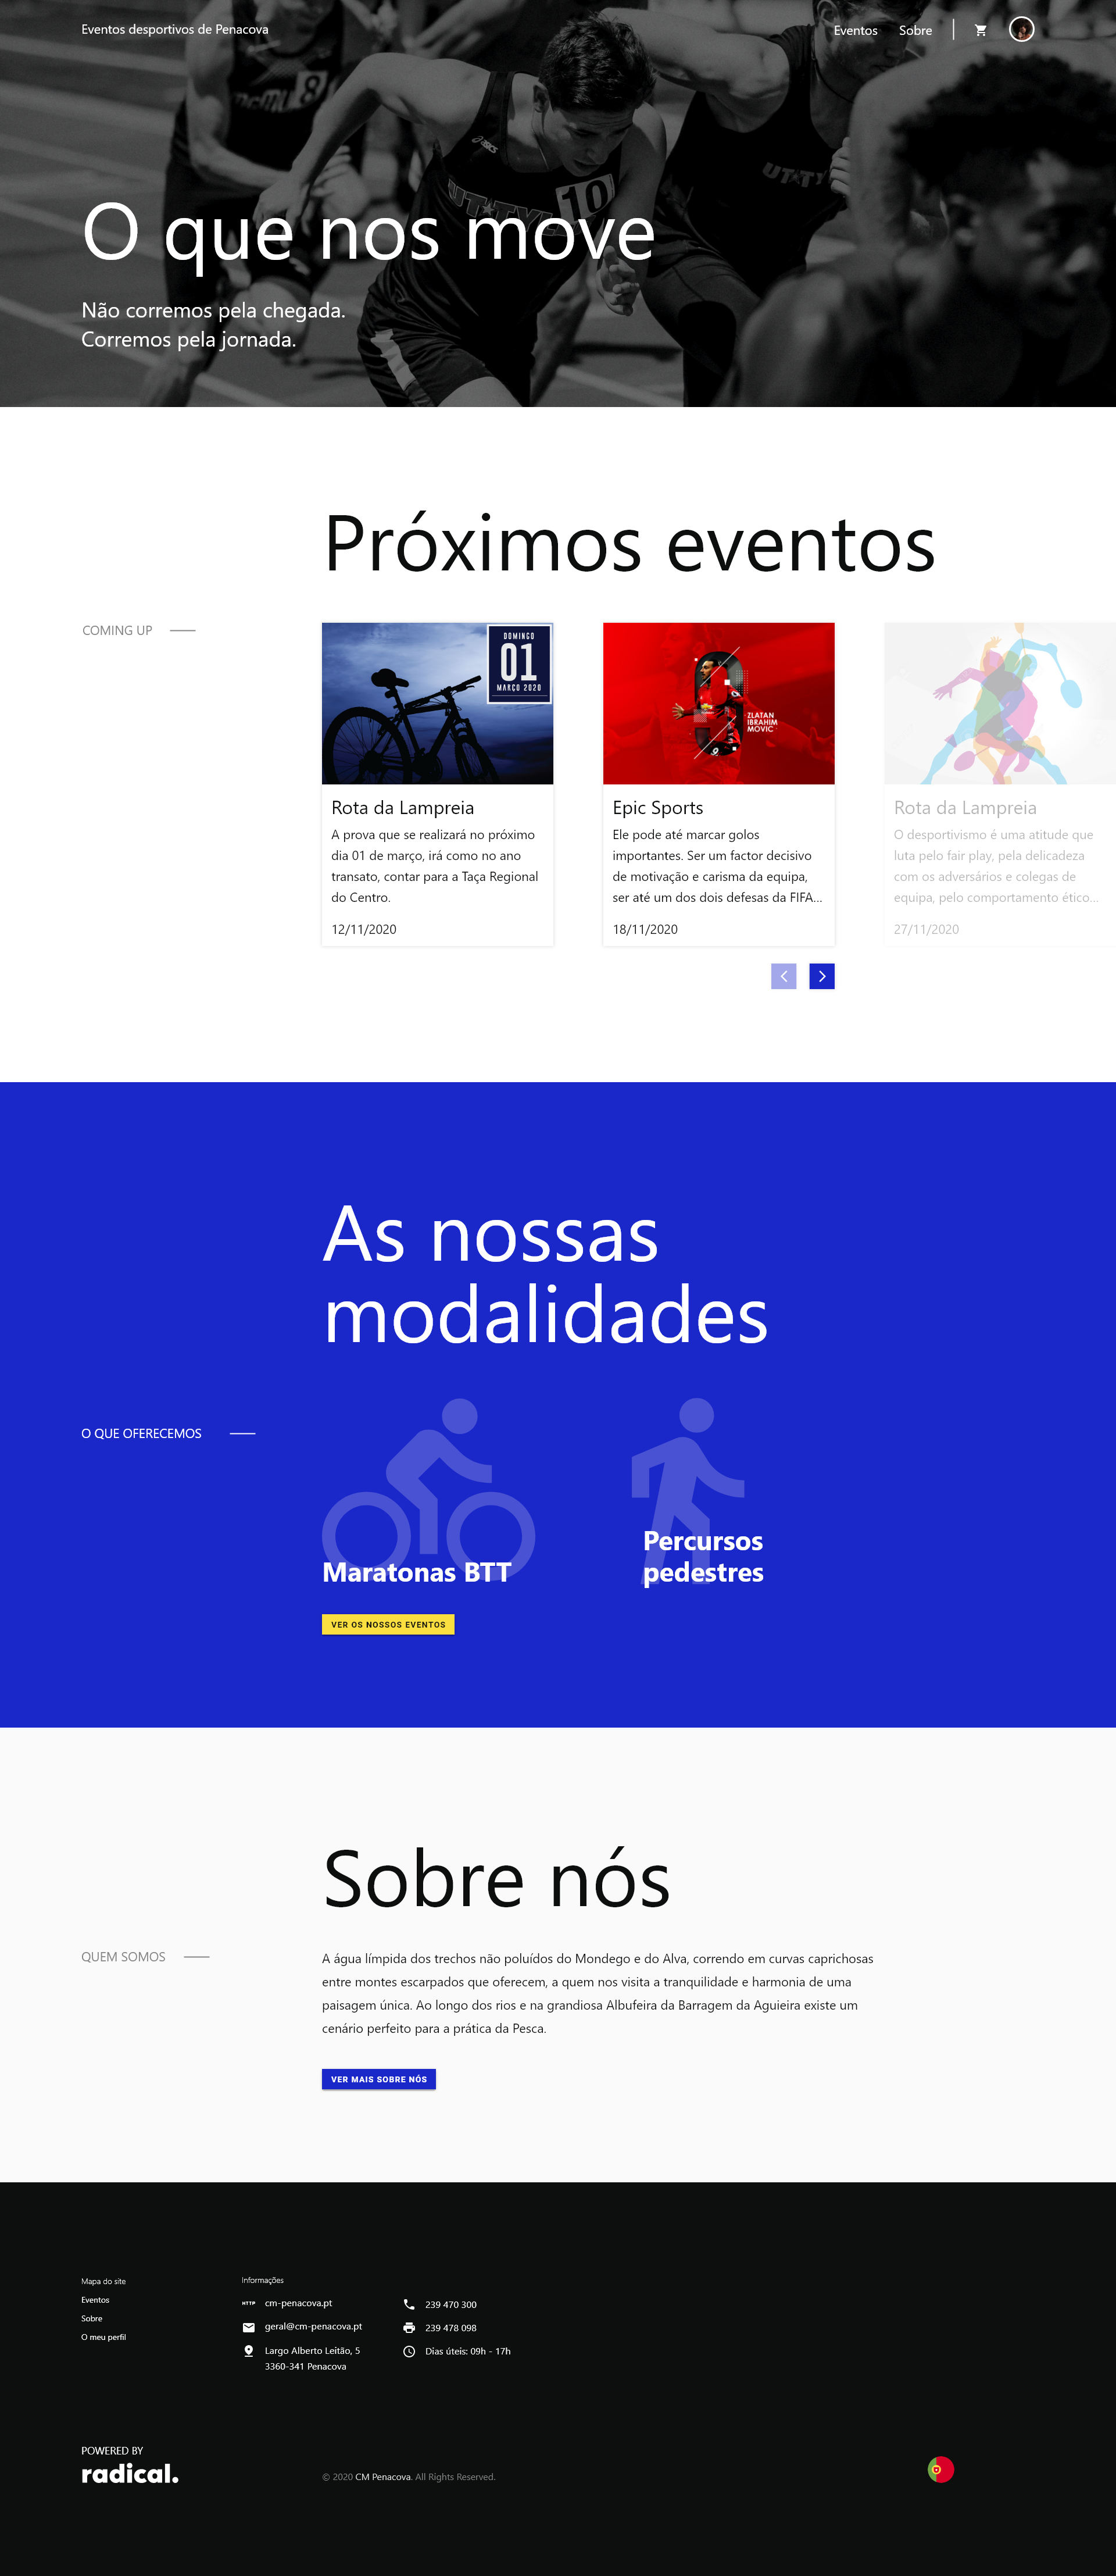 Eventos desportivos de Penacova
Eventos
Sobre
8
asics
10
O que nos move
Não corremos pela chegada.
Corremos pela jornada.
Próximos eventos
COMING UP
DOMINGO
01
MARÇO 2020
Rota da Lampreia
A prova que se realizará no próximo
dia 01 de março, irá como no ano
transato, contar para a Taça Regional
do Centro.
12/11/2020
ZLATAN
IBRAHIM
MOVIC
Epic Sports
Ele pode até marcar golos
importantes. Ser um factor decisivo
de motivação e carisma da equipa,
ser até um dos dois defesas da FIFA...
18/11/2020
Rota da Lampreia
O desportivismo é uma atitude que
luta pelo fair play, pela delicadeza
com os adversários e colegas de
equipa, pelo comportamento ético...
27/11/2020
As nossas
modalidades
O QUE OFERECEMOS
Maratonas BTT
Percursos
pedestres
VER OS NOSSOS EVENTOS
Sobre nós
QUEM SOMOS
A água límpida dos trechos não poluídos do Mondego e do Alva, correndo em curvas caprichosas
entre montes escarpados que oferecem, a quem nos visita a tranquilidade e harmonia de uma
paisagem única. Ao longo dos rios e na grandiosa Albufeira da Barragem da Aguieira existe um
cenário perfeito para a prática da Pesca.
VER MAIS SOBRE NÓS
Mapa do site
Eventos
Sobre
O meu perfil
Informações
HTTP cm-penacova.pt
geral@cm-penacova.pt
Largo Alberto Leitão, 5
3360-341 Penacova
239 470 300
239 478 098
Dias úteis: 09h - 17h
POWERED BY
radical.
© 2020 CM Penacova. All Rights Reserved.